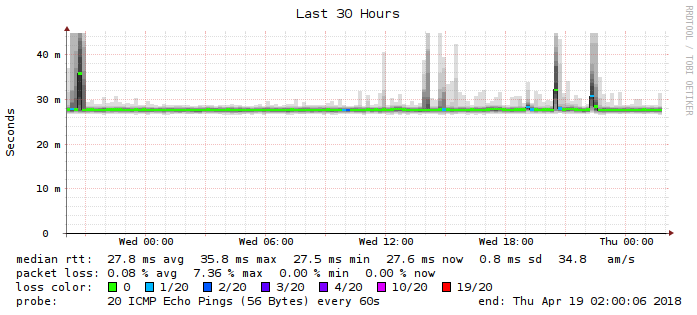 Last 30 Hours
RRDTOOL / TOBI OETIKER
Seconds
40 m
30 m
20 m
10 m
0
Wed 00:00 Wed 06:00 Wed 12:00 Wed 18:00 Thu 00:00
median rtt: 27.8 ms avg 35.8 ms max 27.5 ms min 27.6 ms now 0.8 ms sd 34.8 am/s
packet loss: 0.08 % avg 7.36 % max 0.00 % min 0.00 % now
loss color: 0 1/20 2/20 3/20 4/20 10/20 19/20
probe: 20 ICMP Echo Pings (56 Bytes) every 60s end: Thu Apr 19 02:00:06 2018